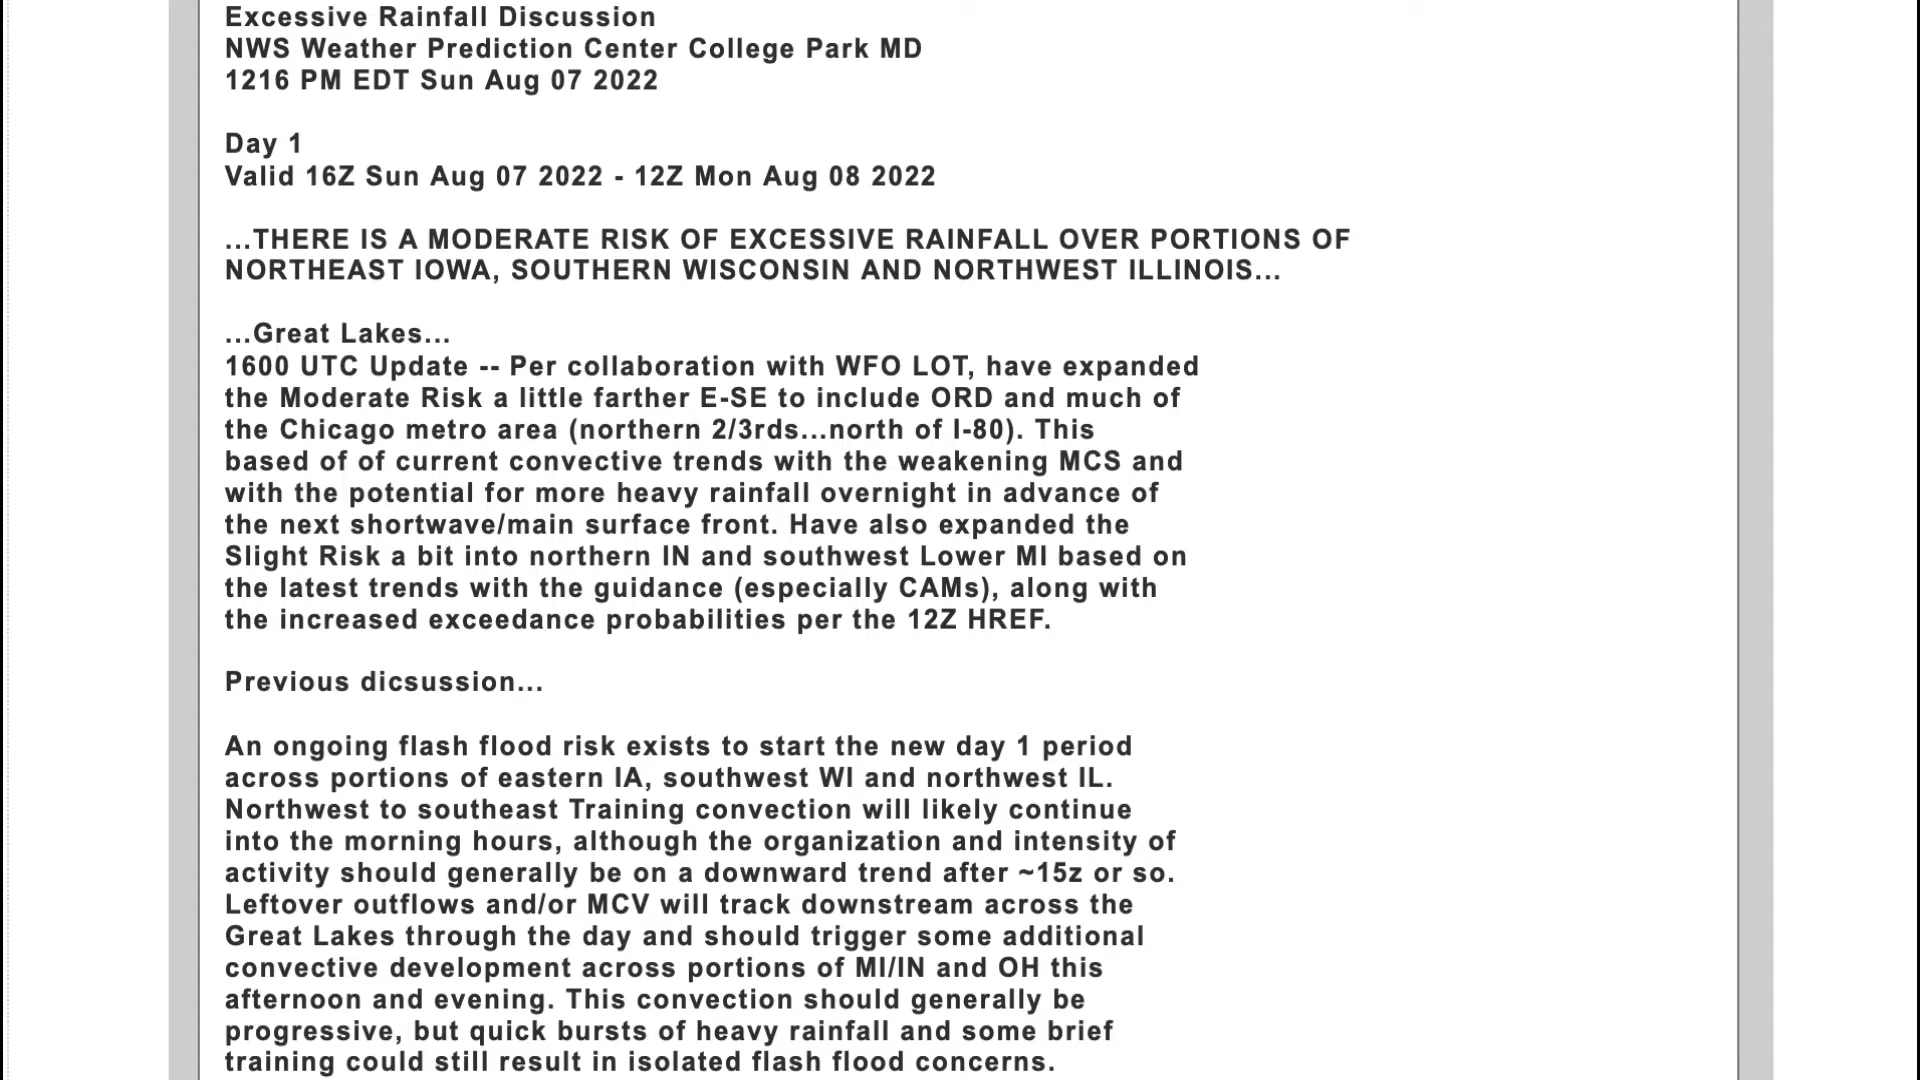 Excessive Rainfall Discussion
NWS Weather Prediction Center College Park MD
1216 PM EDT Sun Aug 07 2022
Day 1
Valid 16Z Sun Aug 07 2022 - 12Z Mon Aug 08 2022
...THERE IS A MODERATE RISK OF EXCESSIVE RAINFALL OVER PORTIONS OF
NORTHEAST IOWA, SOUTHERN WISCONSIN AND NORTHWEST ILLINOIS...
...Great Lakes...
1600 UTC Update -- Per collaboration with WFO LOT, have expanded
the Moderate Risk a little farther E-SE to include ORD and much of
the Chicago metro area (northern 2/3rds...north of I-80). This
based of of current convective trends with the weakening MCS and
with the potential for more heavy rainfall overnight in advance of
the next shortwave/main surface front. Have also expanded the
Slight Risk a bit into northern IN and southwest Lower MI based on
the latest trends with the guidance (especially CAMs), along with
the increased exceedance probabilities per the 12Z HREF.
Previous dicsussion...
An ongoing flash flood risk exists to start the new day 1 period
across portions of eastern IA, southwest WI and northwest IL.
Northwest to southeast Training convection will likely continue
into the morning hours, although the organization and intensity of
activity should generally be on a downward trend after ~15z or so.
Leftover outflows and/or MCV will track downstream across the
Great Lakes through the day and should trigger some additional
convective development across portions of MI/IN and OH this
afternoon and evening. This convection should generally be
progressive, but quick bursts of heavy rainfall and some brief
training could still result in isolated flash flood concerns.